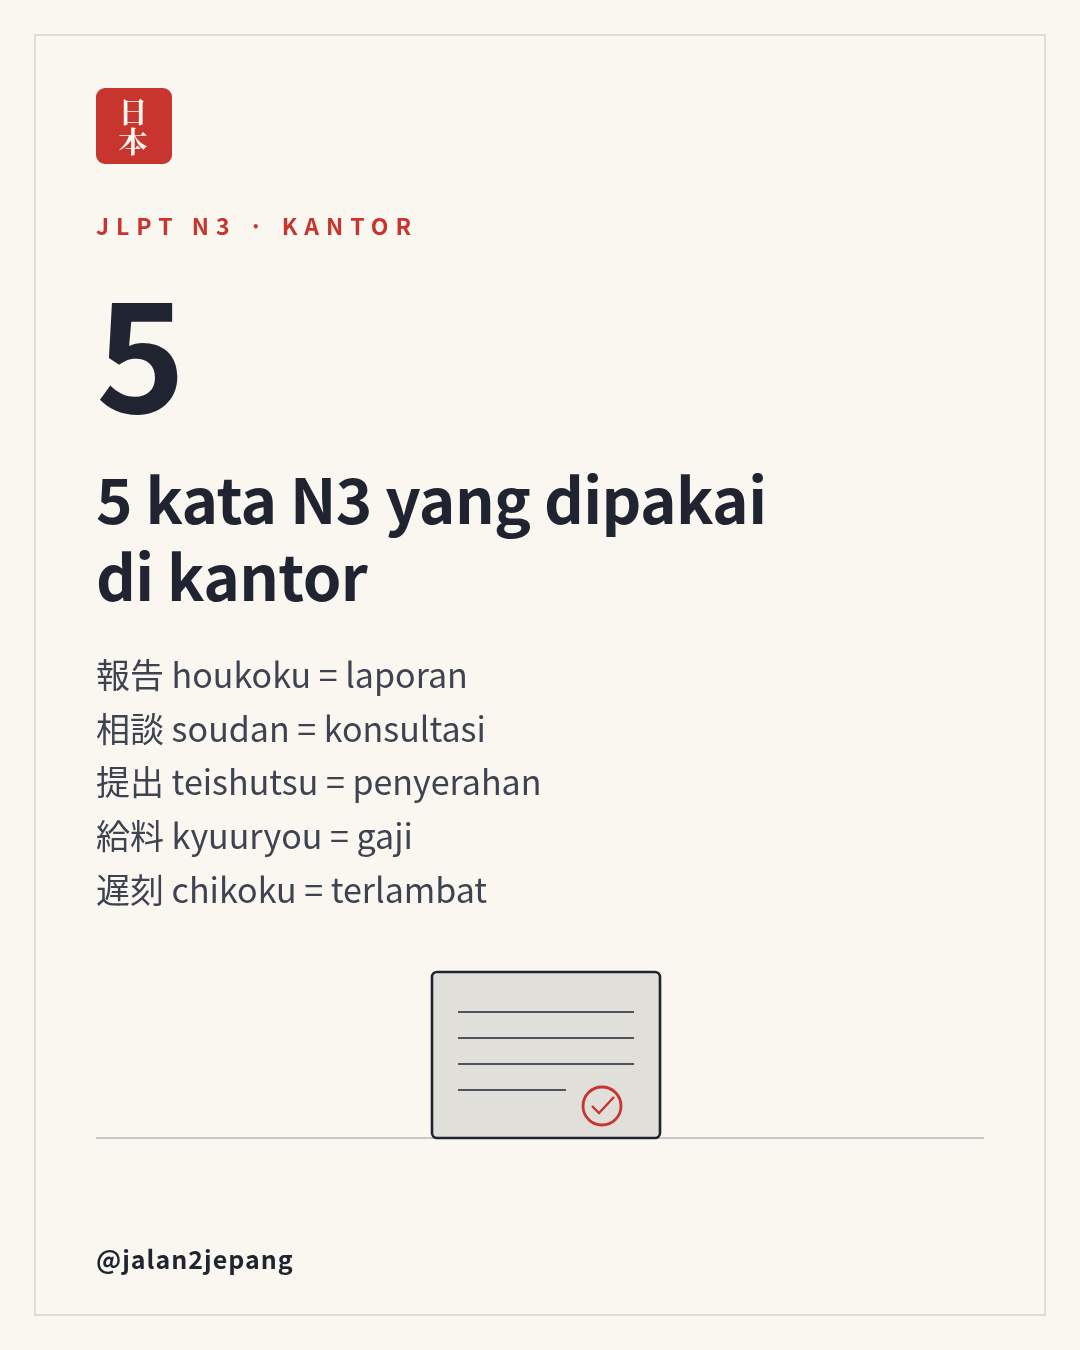 日
本
JLPT N3 · KANTOR
5
5 kata N3 yang dipakai
di kantor
報告 houkoku = laporan
相談 soudan = konsultasi
提出 teishutsu = penyerahan
給料 kyuuryou = gaji
遅刻 chikoku = terlambat
@jalan2jepang